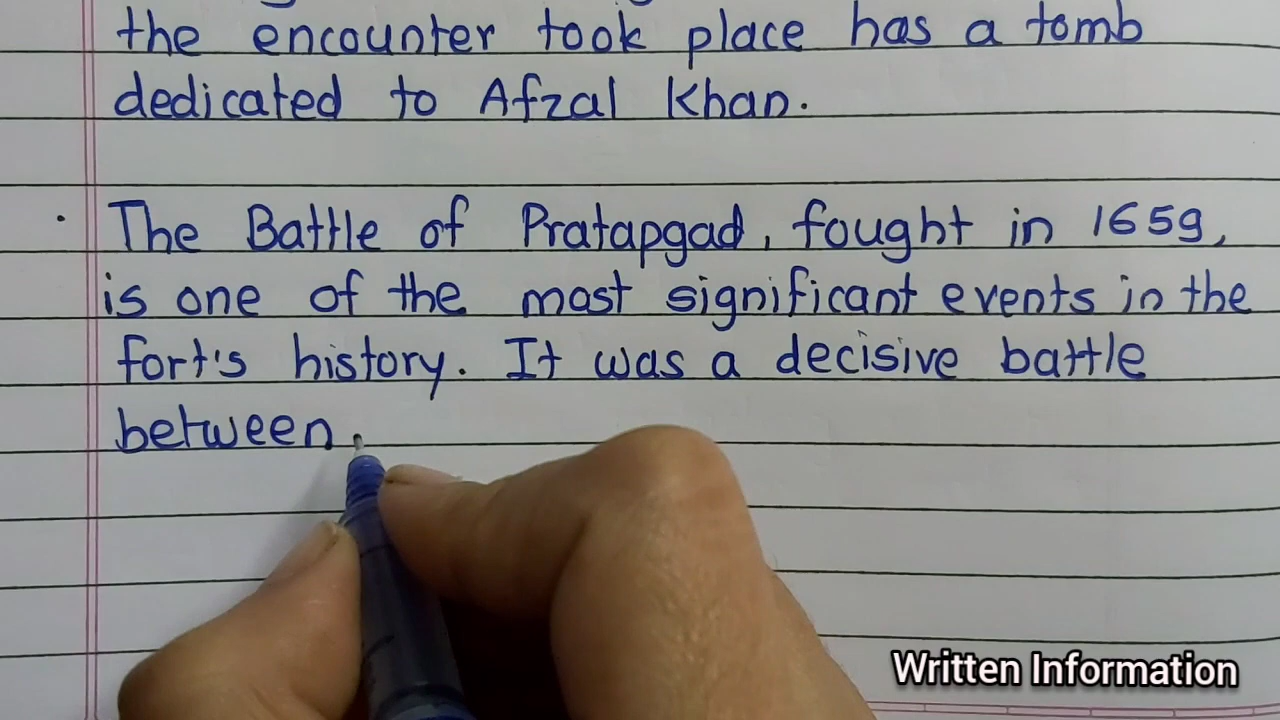 the encounter took place has a tomb
dedicated to Afzal Khan.
· The Battle of Pratapgad, fought in 1659,
is one of the most significant events in the
fort's history. It was a decisive battle
between
Written Information